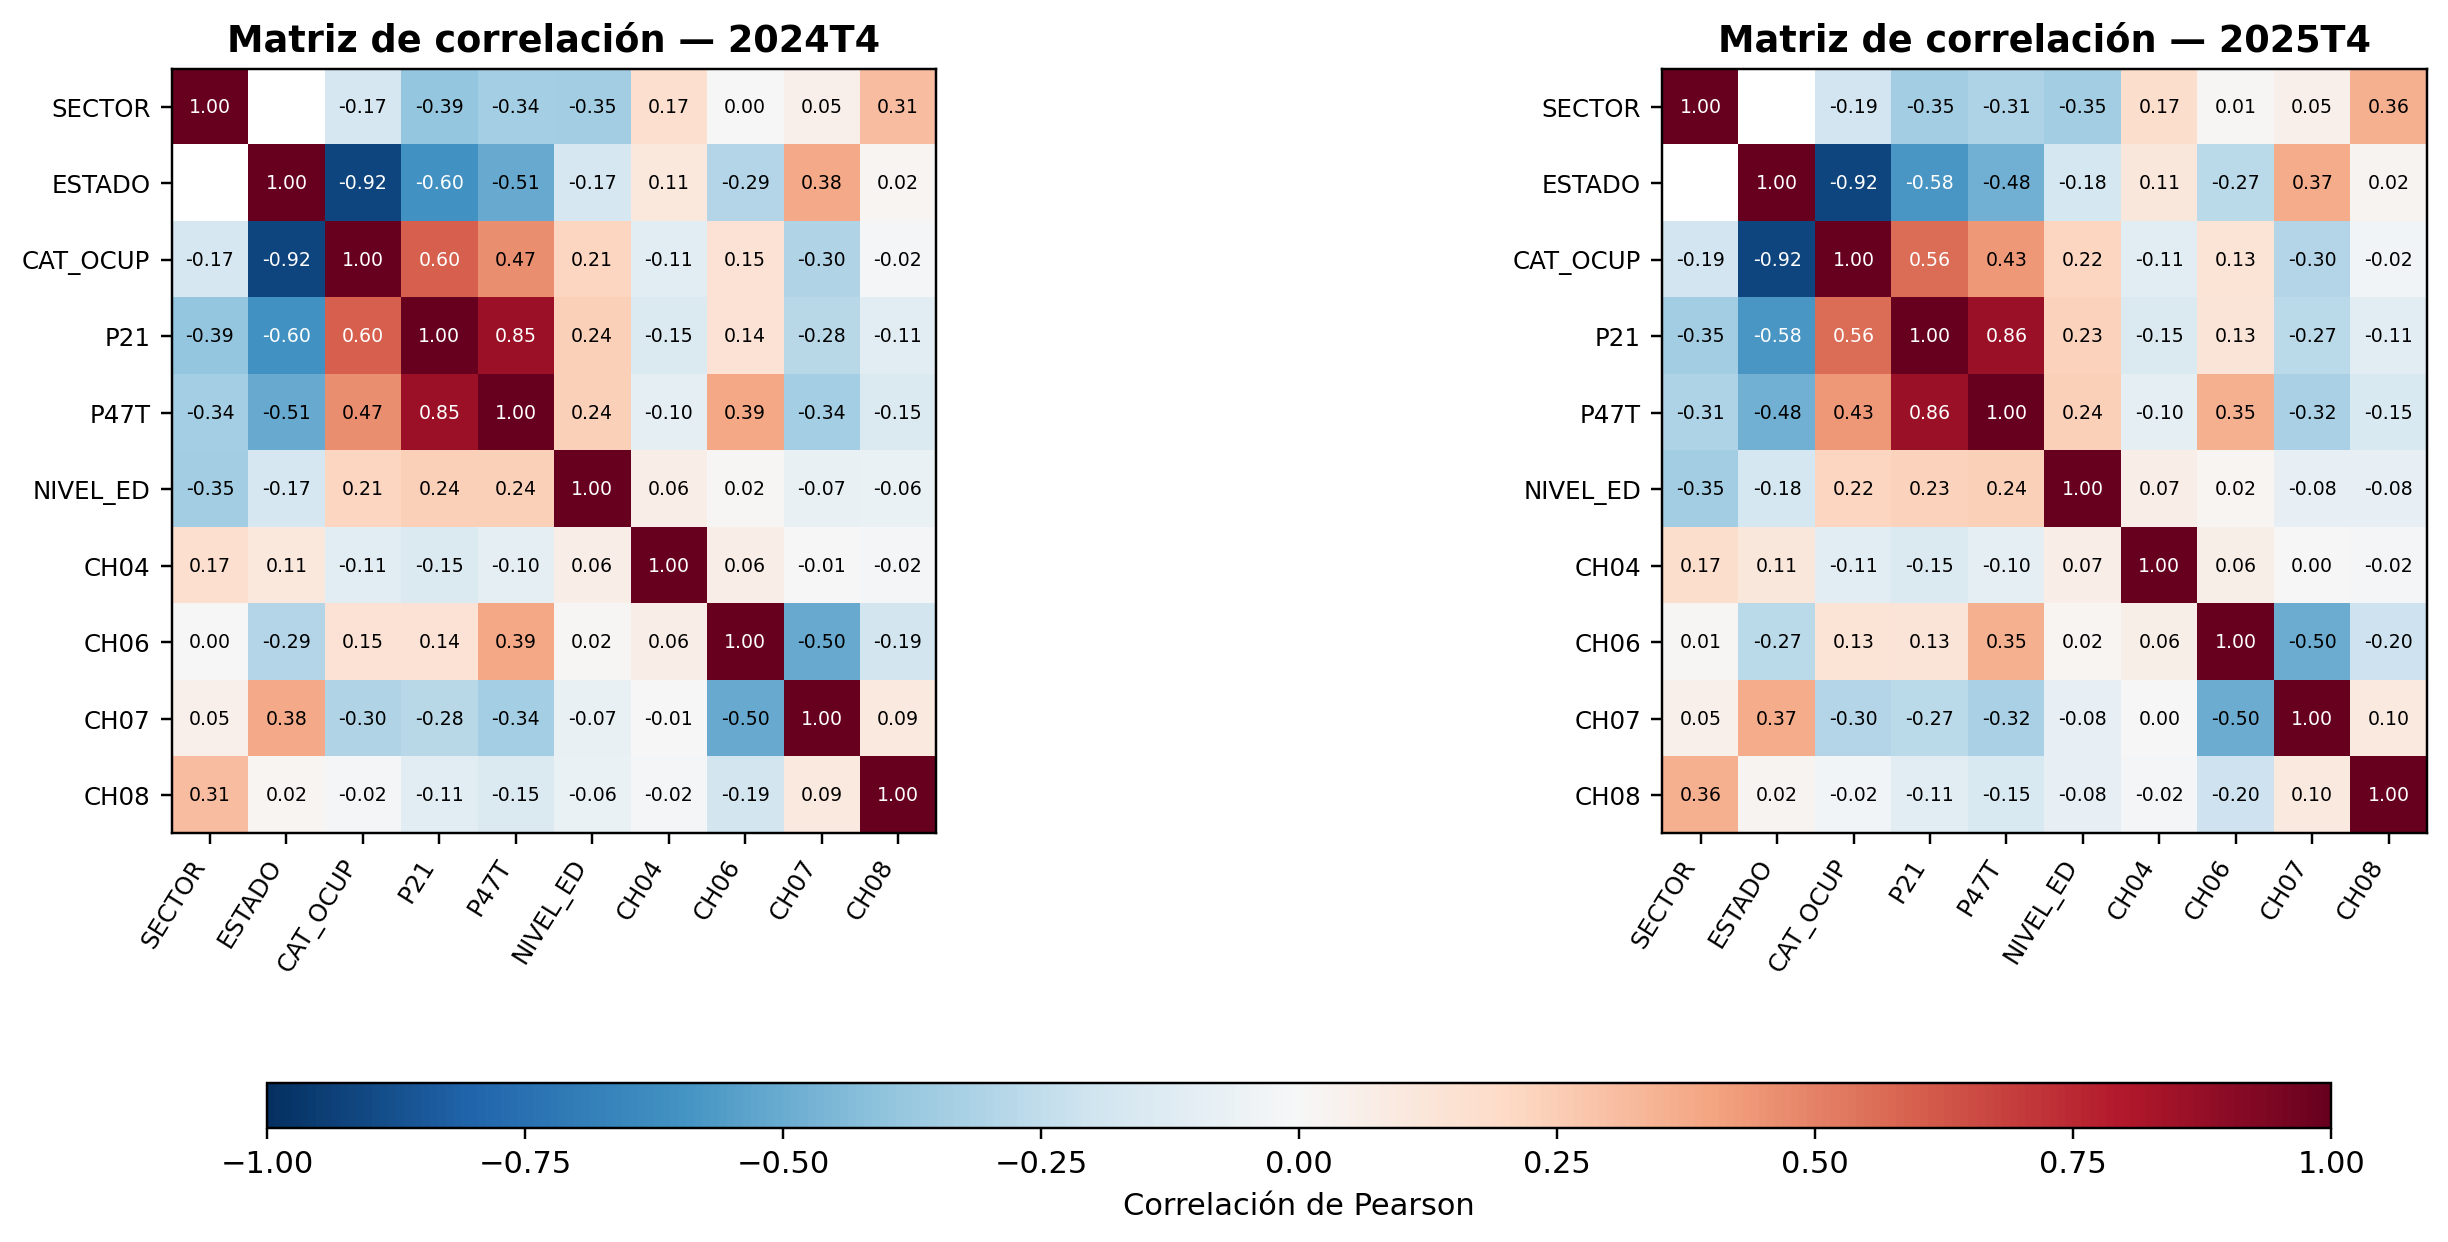 Matriz de correlación — 2024T4
SECTOR 1.00 -0.17 -0.39 -0.34 -0.35 0.17 0.00 0.05 0.31
ESTADO 1.00 -0.92 -0.60 -0.51 -0.17 0.11 -0.29 0.38 0.02
CAT_OCUP -0.17 -0.92 1.00 0.60 0.47 0.21 -0.11 0.15 -0.30 -0.02
P21 -0.39 -0.60 0.60 1.00 0.85 0.24 -0.15 0.14 -0.28 -0.11
P47T -0.34 -0.51 0.47 0.85 1.00 0.24 -0.10 0.39 -0.34 -0.15
NIVEL_ED -0.35 -0.17 0.21 0.24 0.24 1.00 0.06 0.02 -0.07 -0.06
CH04 0.17 0.11 -0.11 -0.15 -0.10 0.06 1.00 0.06 -0.01 -0.02
CH06 0.00 -0.29 0.15 0.14 0.39 0.02 0.06 1.00 -0.50 -0.19
CH07 0.05 0.38 -0.30 -0.28 -0.34 -0.07 -0.01 -0.50 1.00 0.09
CH08 0.31 0.02 -0.02 -0.11 -0.15 -0.06 -0.02 -0.19 0.09 1.00
SECTOR ESTADO CAT_OCUP P21 P47T NIVEL_ED CH04 CH06 CH07 CH08
Matriz de correlación — 2025T4
SECTOR 1.00 -0.19 -0.35 -0.31 -0.35 0.17 0.01 0.05 0.36
ESTADO 1.00 -0.92 -0.58 -0.48 -0.18 0.11 -0.27 0.37 0.02
CAT_OCUP -0.19 -0.92 1.00 0.56 0.43 0.22 -0.11 0.13 -0.30 -0.02
P21 -0.35 -0.58 0.56 1.00 0.86 0.23 -0.15 0.13 -0.27 -0.11
P47T -0.31 -0.48 0.43 0.86 1.00 0.24 -0.10 0.35 -0.32 -0.15
NIVEL_ED -0.35 -0.18 0.22 0.23 0.24 1.00 0.07 0.02 -0.08 -0.08
CH04 0.17 0.11 -0.11 -0.15 -0.10 0.07 1.00 0.06 0.00 -0.02
CH06 0.01 -0.27 0.13 0.13 0.35 0.02 0.06 1.00 -0.50 -0.20
CH07 0.05 0.37 -0.30 -0.27 -0.32 -0.08 0.00 -0.50 1.00 0.10
CH08 0.36 0.02 -0.02 -0.11 -0.15 -0.08 -0.02 -0.20 0.10 1.00
SECTOR ESTADO CAT_OCUP P21 P47T NIVEL_ED CH04 CH06 CH07 CH08
−1.00 −0.75 −0.50 −0.25 0.00 0.25 0.50 0.75 1.00
Correlación de Pearson